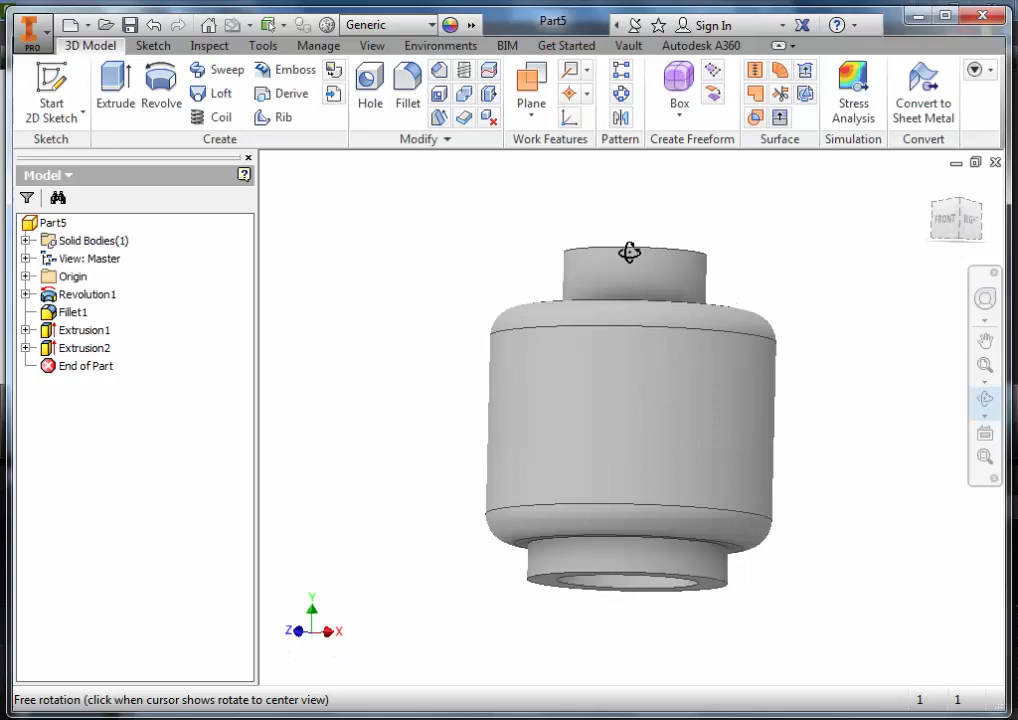 Generic
Part5
Sign In
PRO
3D Model Sketch Inspect Tools Manage View Environments BIM Get Started Vault Autodesk A360
Start
2D Sketch
Extrude
Revolve
Sweep
Loft
Coil
Emboss
Derive
Rib
Hole
Fillet
Plane
Box
Stress
Analysis
Convert to
Sheet Metal
Sketch Create Modify Work Features Pattern Create Freeform Surface Simulation Convert
Model
Part5
Solid Bodies(1)
View: Master
Origin
Revolution1
Fillet1
Extrusion1
Extrusion2
End of Part
FRONT
Y
Z
X
Free rotation (click when cursor shows rotate to center view)
1 1